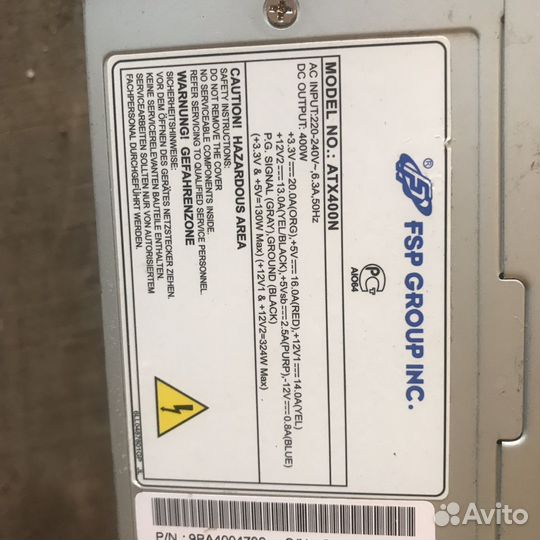 FSP GROUP INC.
®
MODEL NO.: ATX400N
AC INPUT:220-240V~,6.3A,50Hz
DC OUTPUT: 400W
+3.3V⎓20.0A(ORG),+5V⎓16.0A(RED),+12V1⎓14.0A(YEL)
+12V2⎓13.0A(YEL/BLACK),+5Vsb⎓2.5A(PURP),-12V⎓0.8A(BLUE)
P.G. SIGNAL (GRAY),GROUND (BLACK)
(+3.3V & +5V=130W Max) (+12V1 & +12V2=324W Max)
АЮ64
CAUTION! HAZARDOUS AREA
SAFETY INSTRUCTIONS:
DO NOT REMOVE THE COVER
NO SERVICEABLE COMPONENTS INSIDE.
REFER SERVICING TO QUALIFIED SERVICE PERSONNEL.
WARNUNG! GEFAHRENZONE
SICHERHEITSHINWEISE:
VOR DEM ÖFFNEN DES GERÄTES NETZSTECKER ZIEHEN.
KEINE SERVICERELEVANTEN BAUTEILE ENTHALTEN.
SERVICEARBEITEN SOLLTEN NUR VON AUTORISIERTEM
FACHPERSONAL DURCHGEFÜHRT WERDEN.
P/N :
Avito